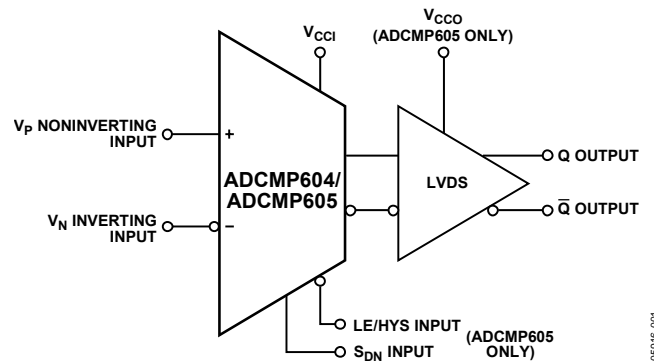 VCCI
VCCO
(ADCMP605 ONLY)
VP NONINVERTING
INPUT
+
ADCMP604/
ADCMP605
LVDS
Q OUTPUT
Q̅ OUTPUT
VN INVERTING
INPUT
–
LE/HYS INPUT
(ADCMP605
ONLY)
SDN INPUT
05916-001